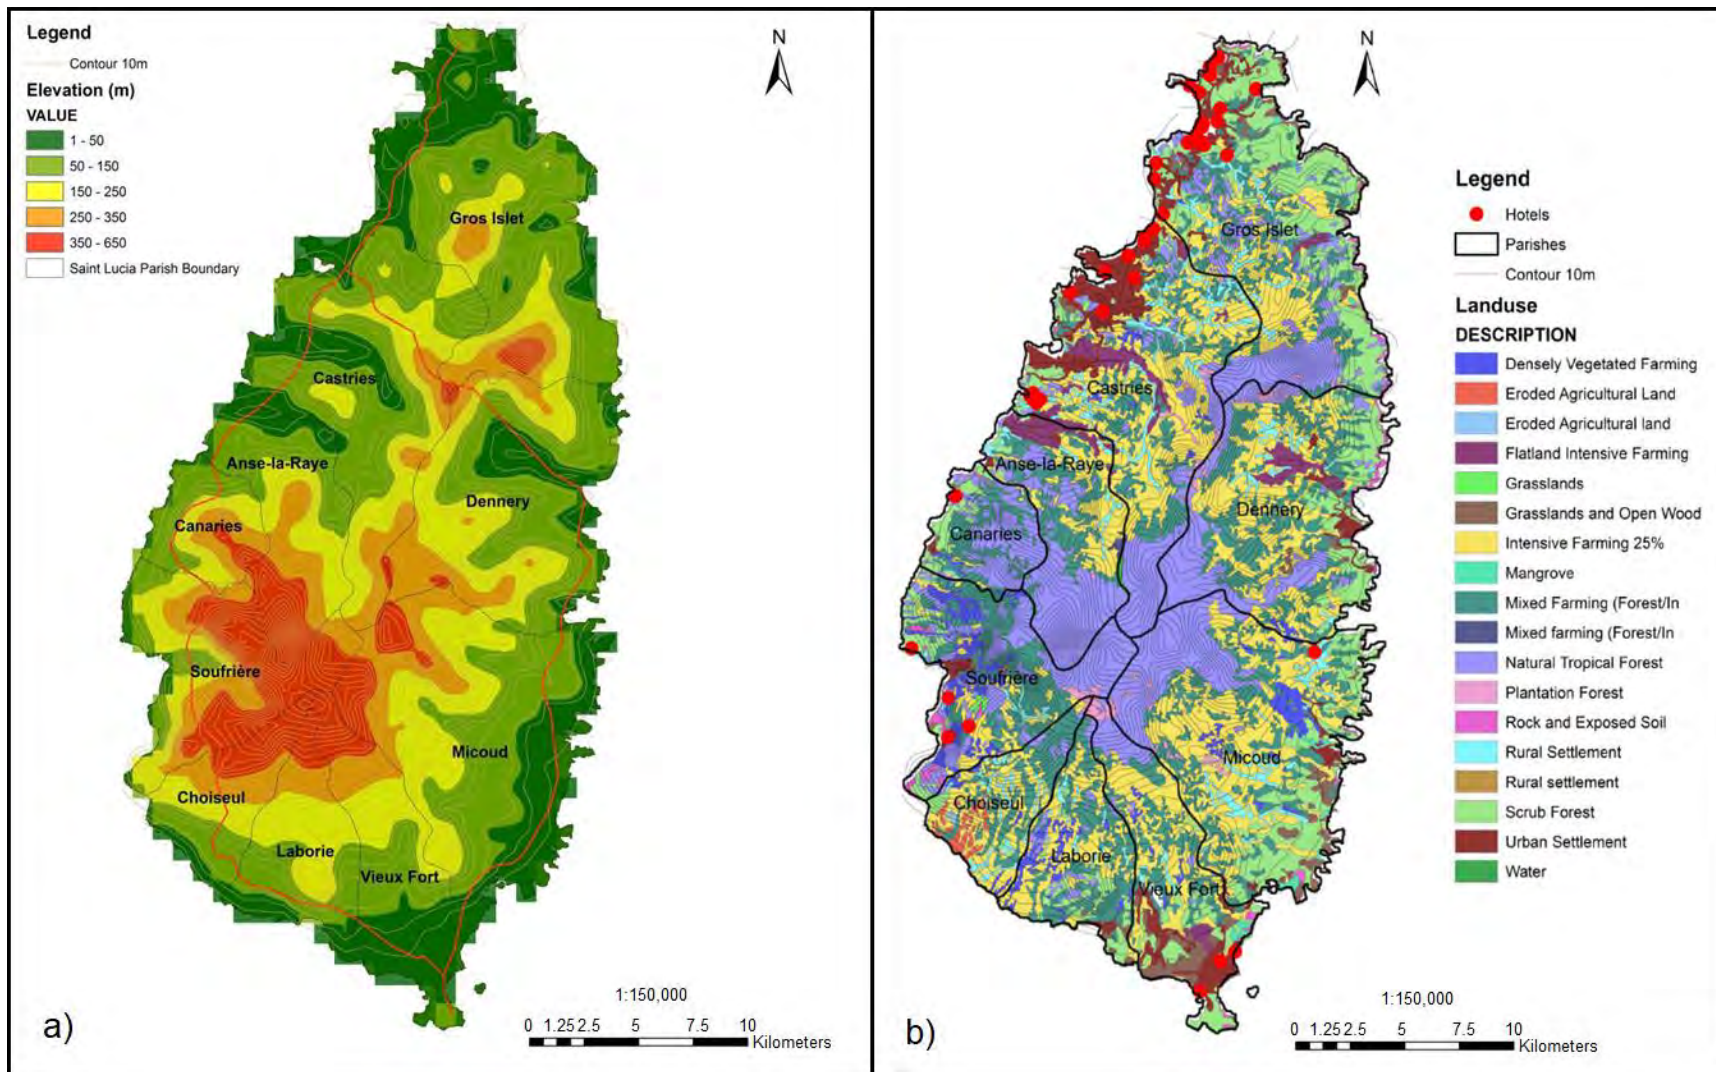 Legend
Contour 10m
Elevation (m)
VALUE
1 - 50
50 - 150
150 - 250
250 - 350
350 - 650
Saint Lucia Parish Boundary
N
Gros Islet
Castries
Anse-la-Raye
Dennery
Canaries
Soufrière
Micoud
Choiseul
Laborie
Vieux Fort
a)
1:150,000
0 1.25 2.5 5 7.5 10
Kilometers
N
Gros Islet
Castries
Anse-la-Raye
Dennery
Canaries
Soufrière
Micoud
Choiseul
Laborie
Vieux Fort
Legend
Hotels
Parishes
Contour 10m
Landuse
DESCRIPTION
Densely Vegetated Farming
Eroded Agricultural Land
Eroded Agricultural land
Flatland Intensive Farming
Grasslands
Grasslands and Open Wood
Intensive Farming 25%
Mangrove
Mixed Farming (Forest/In
Mixed farming (Forest/In
Natural Tropical Forest
Plantation Forest
Rock and Exposed Soil
Rural Settlement
Rural settlement
Scrub Forest
Urban Settlement
Water
b)
1:150,000
0 1.25 2.5 5 7.5 10
Kilometers